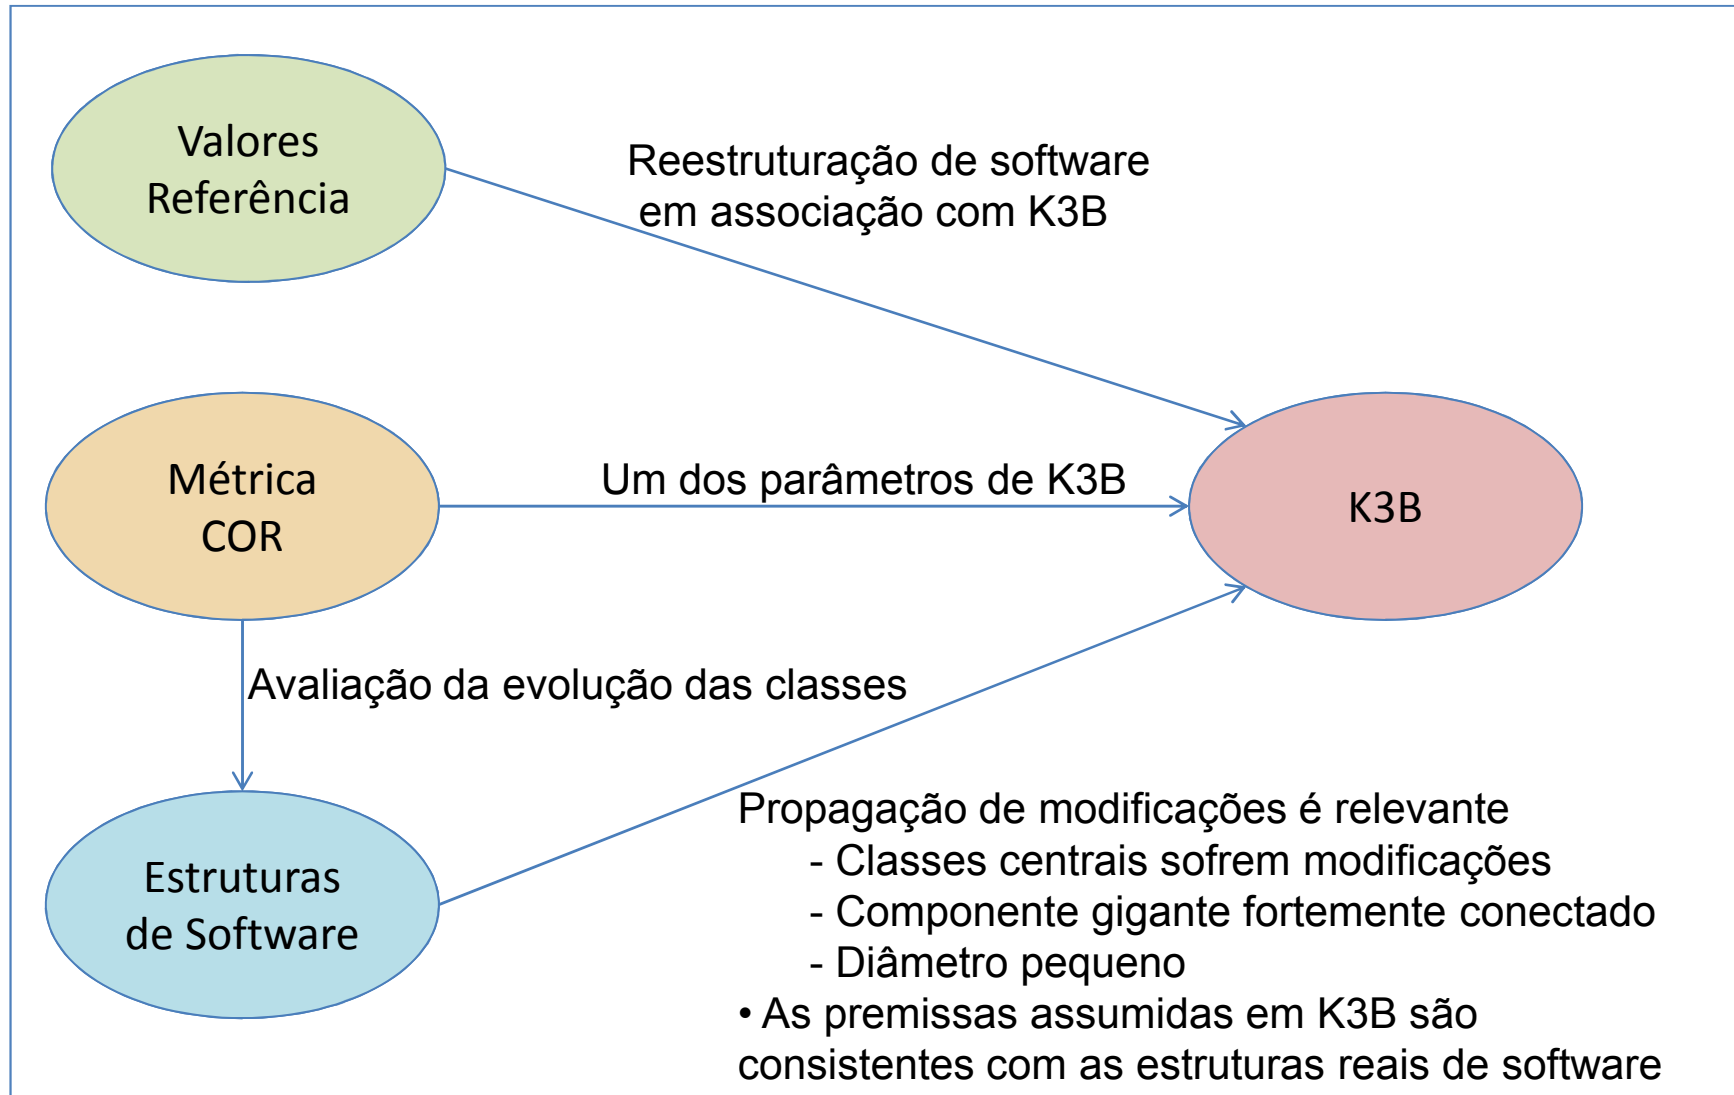 Valores
Referência
Reestruturação de software
em associação com K3B
Métrica
COR
Um dos parâmetros de K3B
K3B
Avaliação da evolução das classes
Estruturas
de Software
Propagação de modificações é relevante
- Classes centrais sofrem modificações
- Componente gigante fortemente conectado
- Diâmetro pequeno
• As premissas assumidas em K3B são
consistentes com as estruturas reais de software